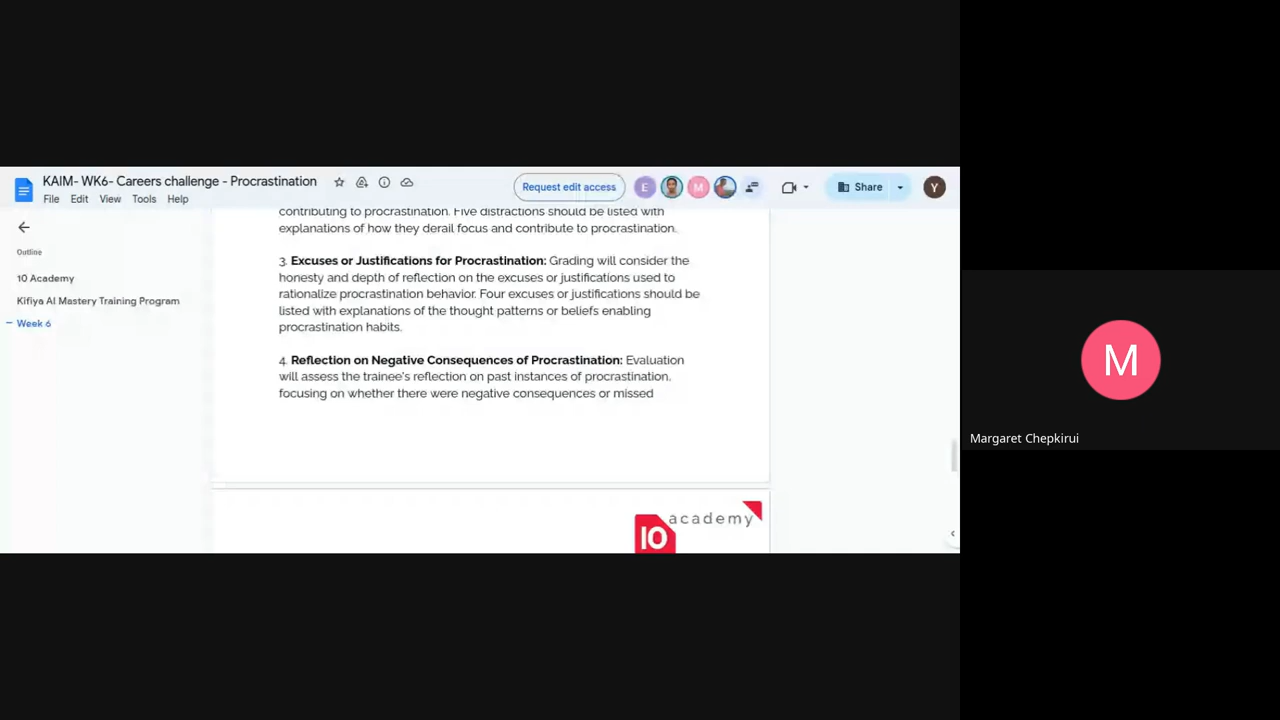 KAIM- WK6- Careers challenge - Procrastination
File Edit View Tools Help
Request edit access
E
M
Share
Y
Outline
10 Academy
Kifiya AI Mastery Training Program
Week 6
contributing to procrastination. Five distractions should be listed with
explanations of how they derail focus and contribute to procrastination.
3. Excuses or Justifications for Procrastination: Grading will consider the
honesty and depth of reflection on the excuses or justifications used to
rationalize procrastination behavior. Four excuses or justifications should be
listed with explanations of the thought patterns or beliefs enabling
procrastination habits.
4. Reflection on Negative Consequences of Procrastination: Evaluation
will assess the trainee's reflection on past instances of procrastination,
focusing on whether there were negative consequences or missed
10 academy
M
Margaret Chepkirui